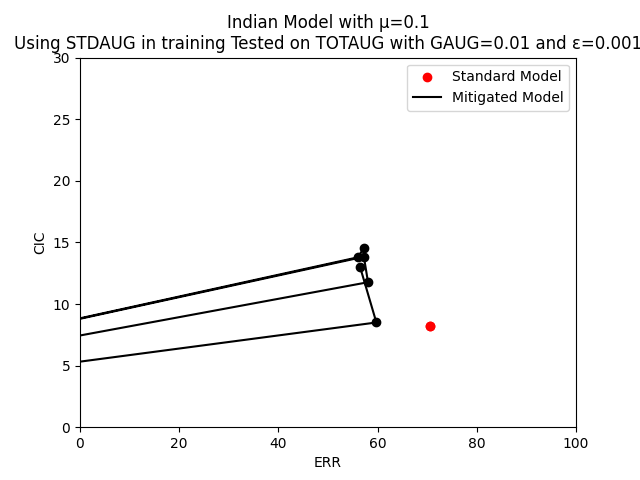 Indian Model with μ=0.1
Using STDAUG in training Tested on TOTAUG with GAUG=0.01 and ε=0.001
Standard Model
Mitigated Model
30
25
20
15
10
5
0
CIC
0 20 40 60 80 100
ERR